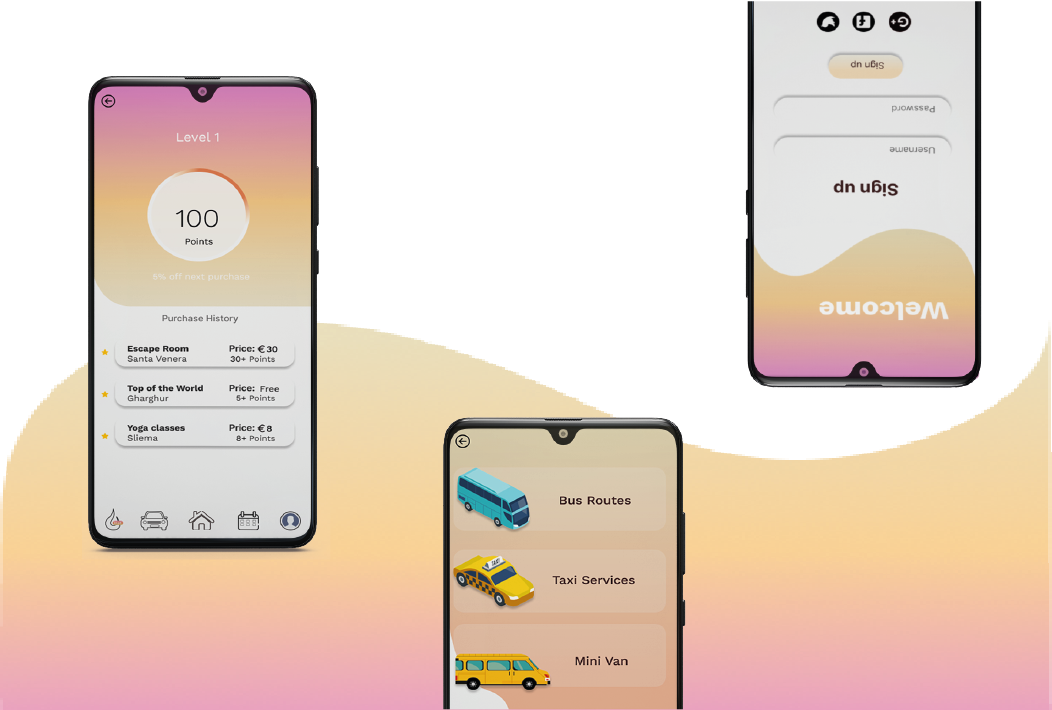 Level 1
100
Points
5% off next purchase
Purchase History
Escape Room Price: €30
Santa Venera 30+ Points
Top of the World Price: Free
Gharghur 5+ Points
Yoga classes Price: €8
Sliema 8+ Points
Bus Routes
TAXI
Taxi Services
Mini Van
Welcome
Sign up
Username
Password
Sign up
G+
f